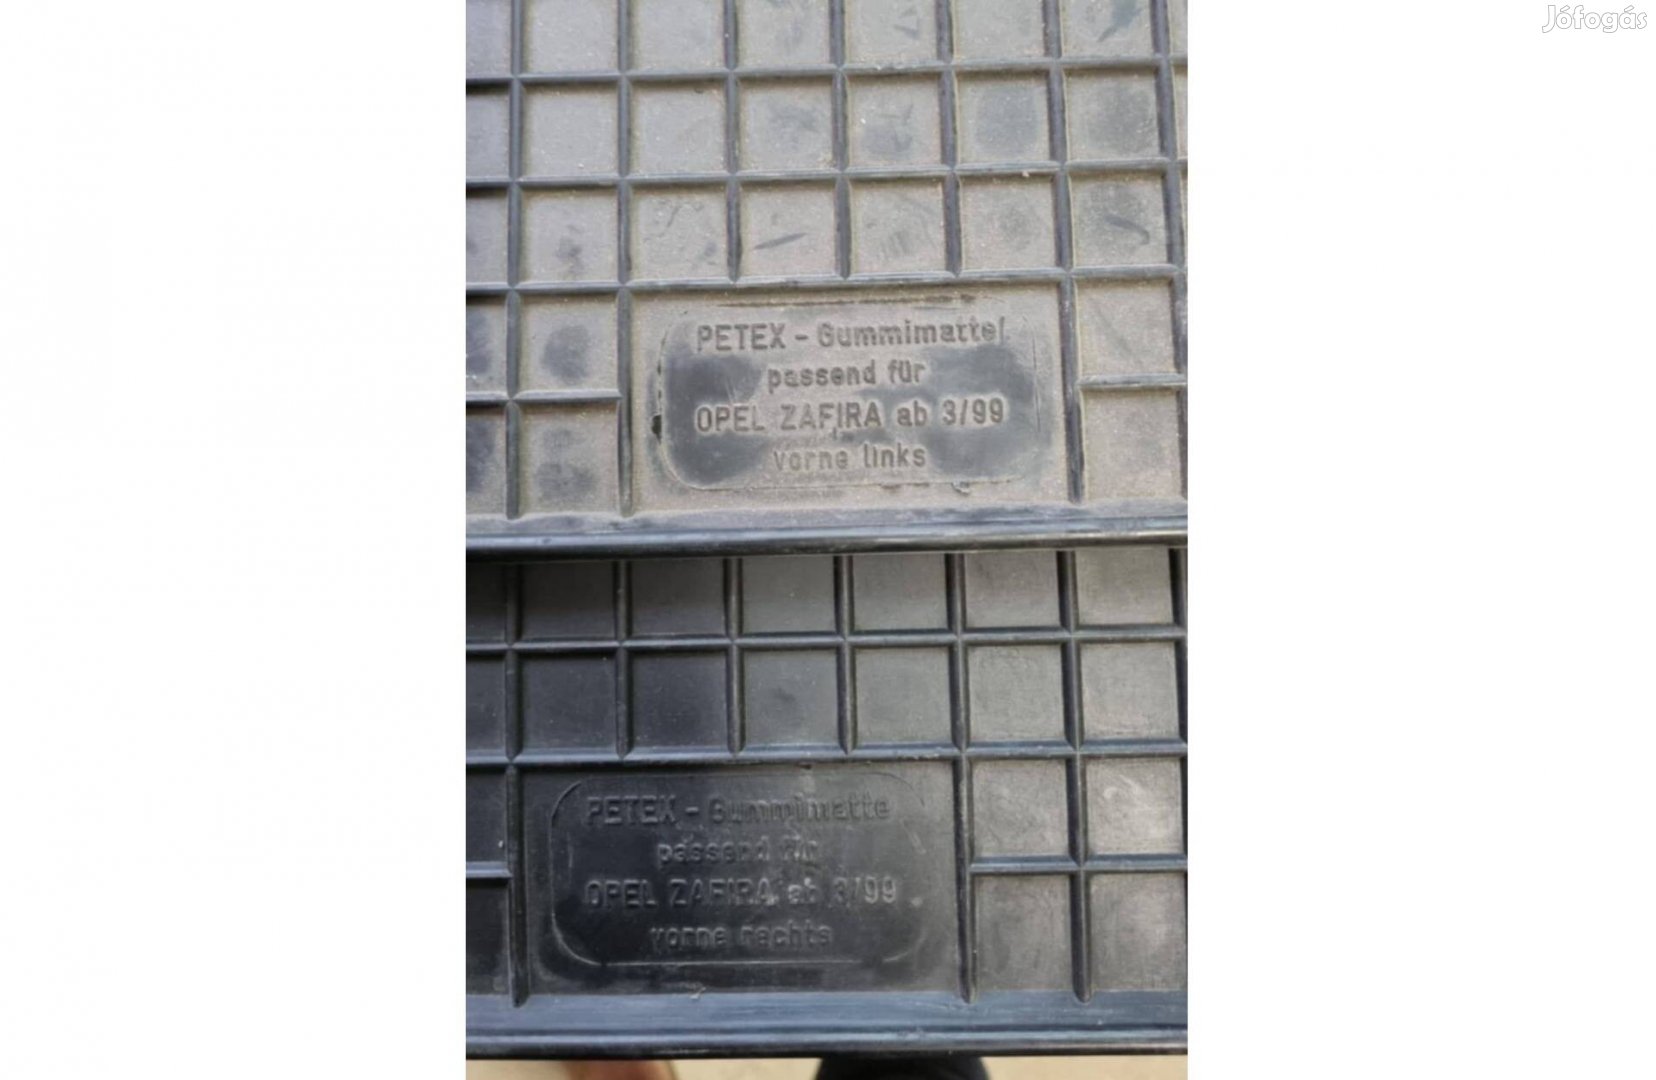 Jófogás
PETEX - Gummimatte
passend für
OPEL ZAFIRA ab 3/99
vorne links
PETEX - Gummimatte
passend für
OPEL ZAFIRA ab 3/99
vorne rechts